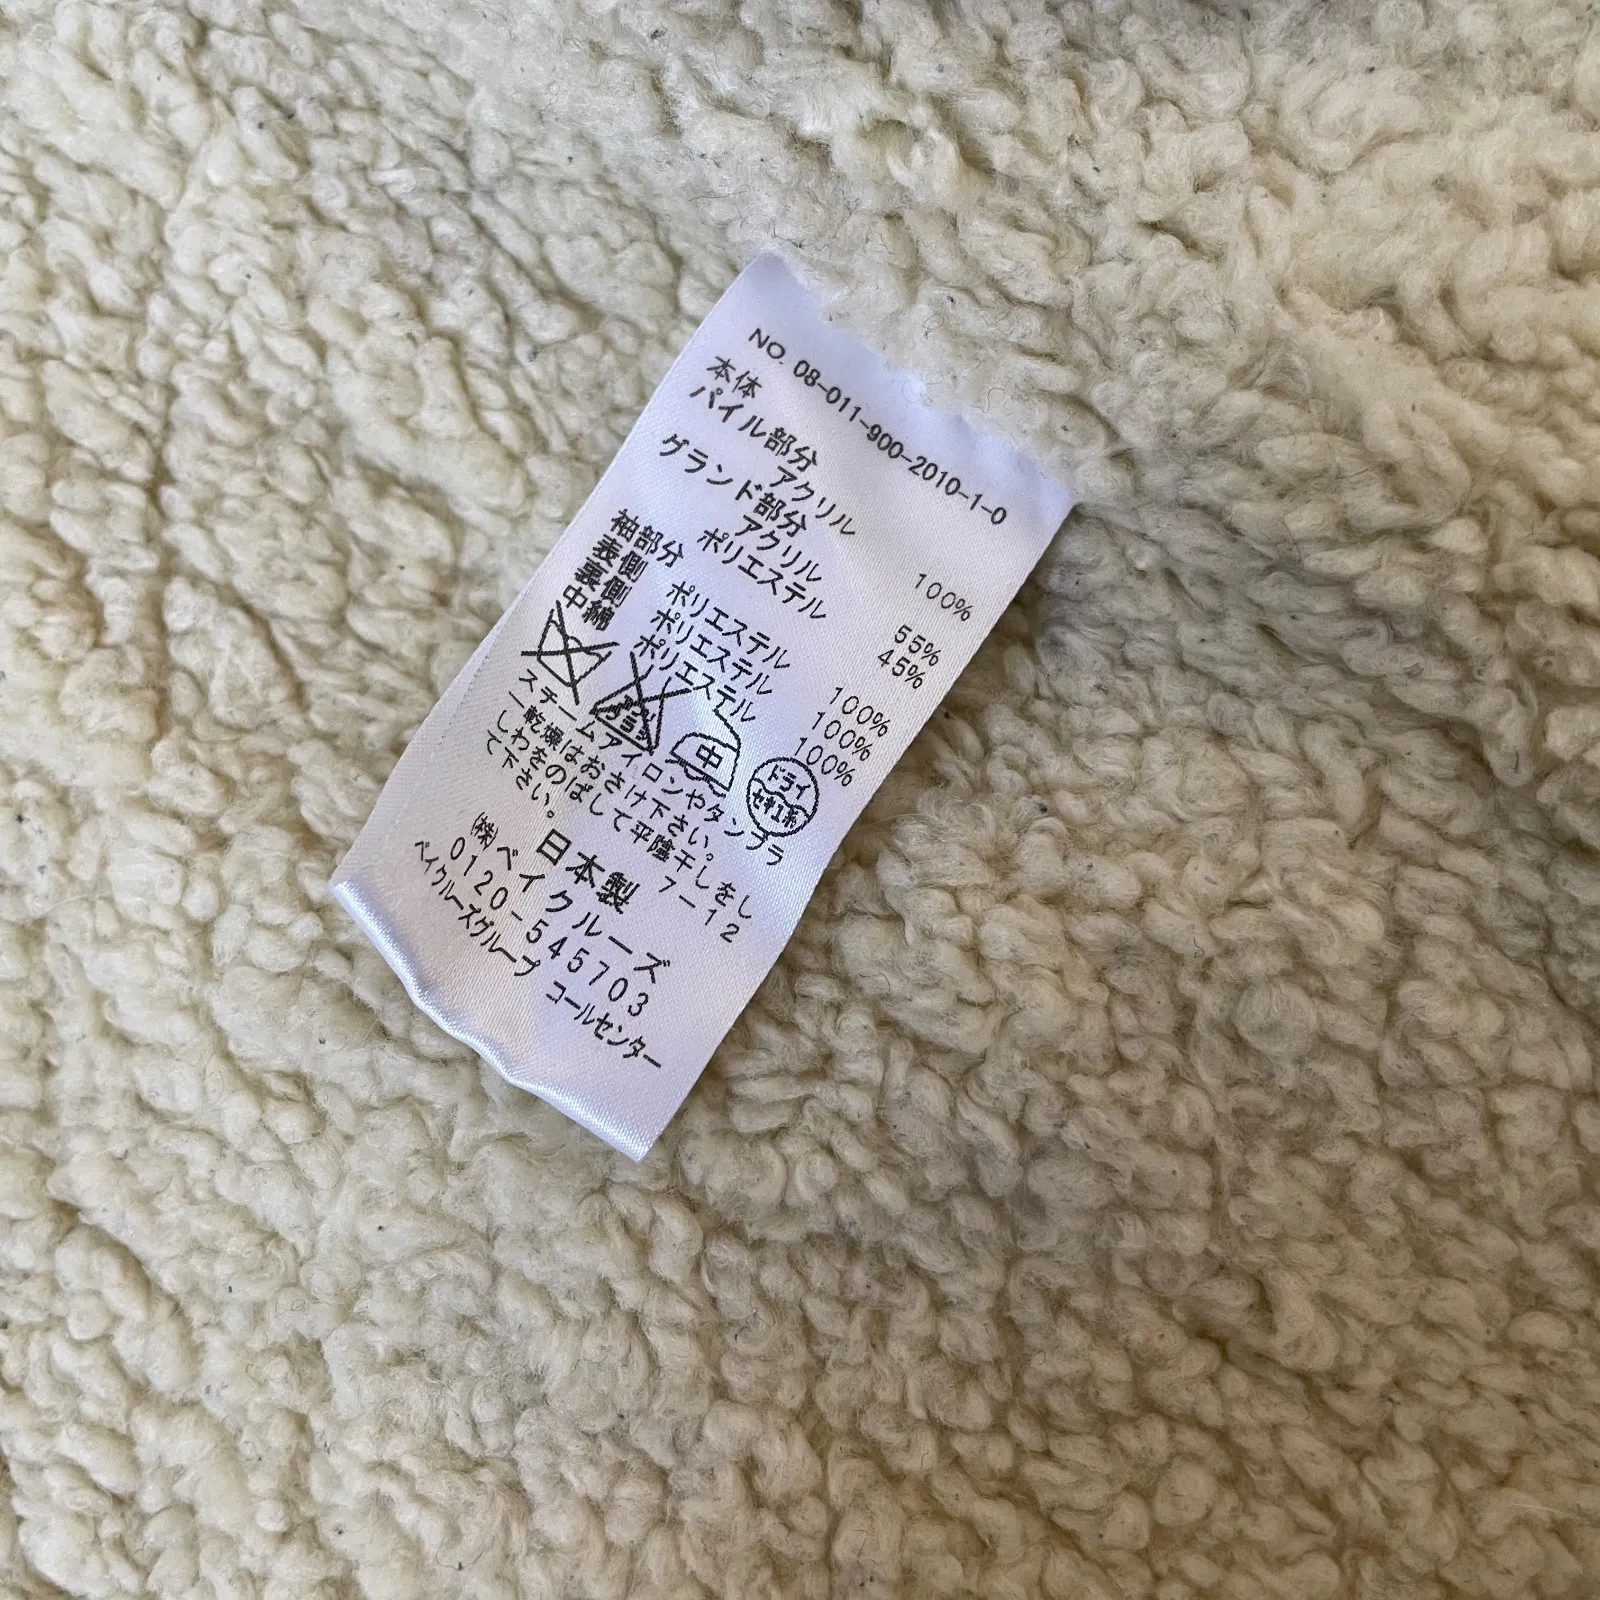 NO. 08-011-900-2010-1-0
本体
パイル部分
アクリル 100%
グランド部分
アクリル 55%
ポリエステル 45%
袖部分
表側 ポリエステル 100%
裏側 ポリエステル 100%
中綿 ポリエステル 100%
中
ドライ
セキユ系
スチームアイロンやタンブラ
ー乾燥はおさけ下さい。
しわをのばして平陰干しをし
て下さい。 7-12
日本製
(株)ベイクルーズ
0120-545703
ベイクルーズグループ コールセンター